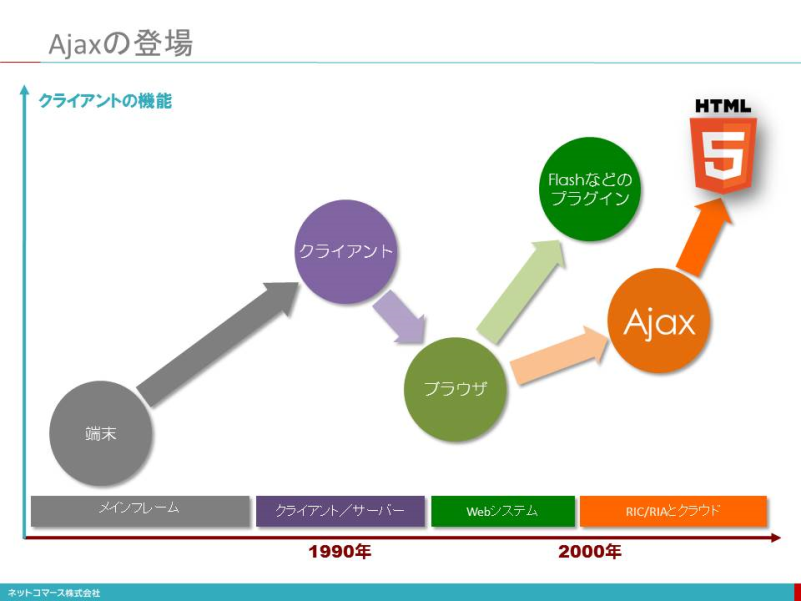 Ajaxの登場
クライアントの機能
HTML
5
Flashなどの
プラグイン
クライアント
Ajax
ブラウザ
端末
メインフレーム
クライアント／サーバー
Webシステム
RIC/RIAとクラウド
1990年
2000年
ネットコマース株式会社